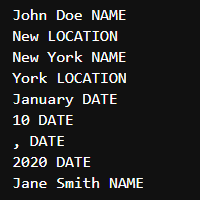 John Doe NAME
New LOCATION
New York NAME
York LOCATION
January DATE
10 DATE
, DATE
2020 DATE
Jane Smith NAME